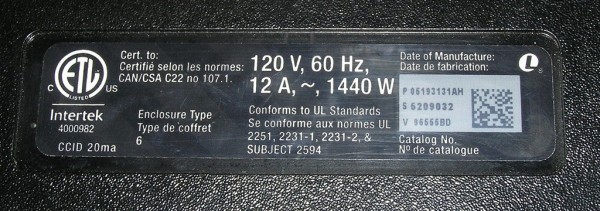 Cert. to:
Certifié selon les normes:
CAN/CSA C22 no 107.1.
C ETL US
LISTED
Intertek
4000982
CCID 20ma
Enclosure Type
Type de coffret
6
120 V, 60 Hz,
12 A, ~, 1440 W
Conforms to UL Standards
Se conforme aux normes UL
2251, 2231-1, 2231-2, &
SUBJECT 2594
Date of Manufacture:
Date de fabrication:
P 05193131AH
S 6209032
V 96665BD
Catalog No.
Nº de catalogue